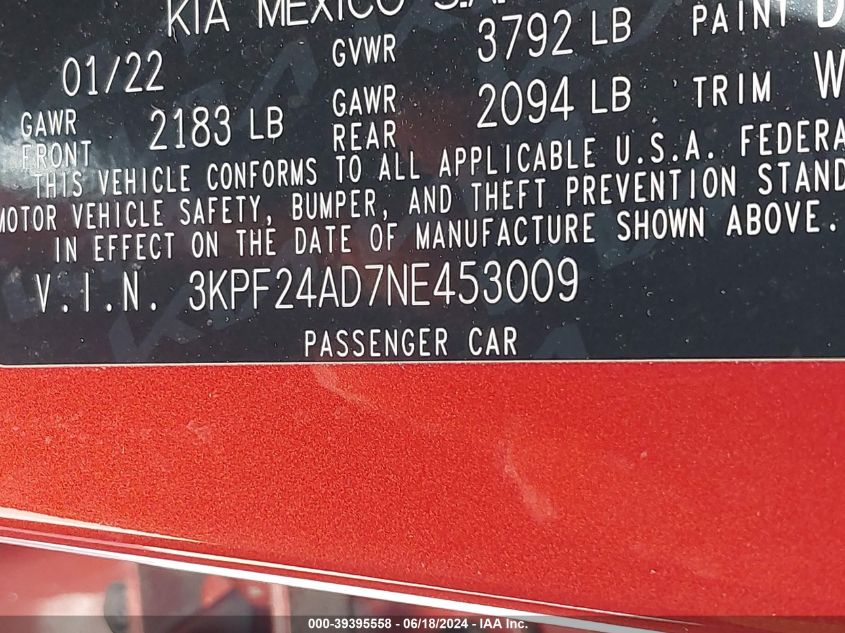 KIA MEXICO S.A.
01/22 GVWR 3792 LB PAINT D
GAWR FRONT 2183 LB GAWR REAR 2094 LB TRIM W
THIS VEHICLE CONFORMS TO ALL APPLICABLE U.S.A. FEDERA
MOTOR VEHICLE SAFETY, BUMPER, AND THEFT PREVENTION STAND
IN EFFECT ON THE DATE OF MANUFACTURE SHOWN ABOVE.
V.I.N. 3KPF24AD7NE453009
PASSENGER CAR
000-39395558 - 06/18/2024 - IAA Inc.